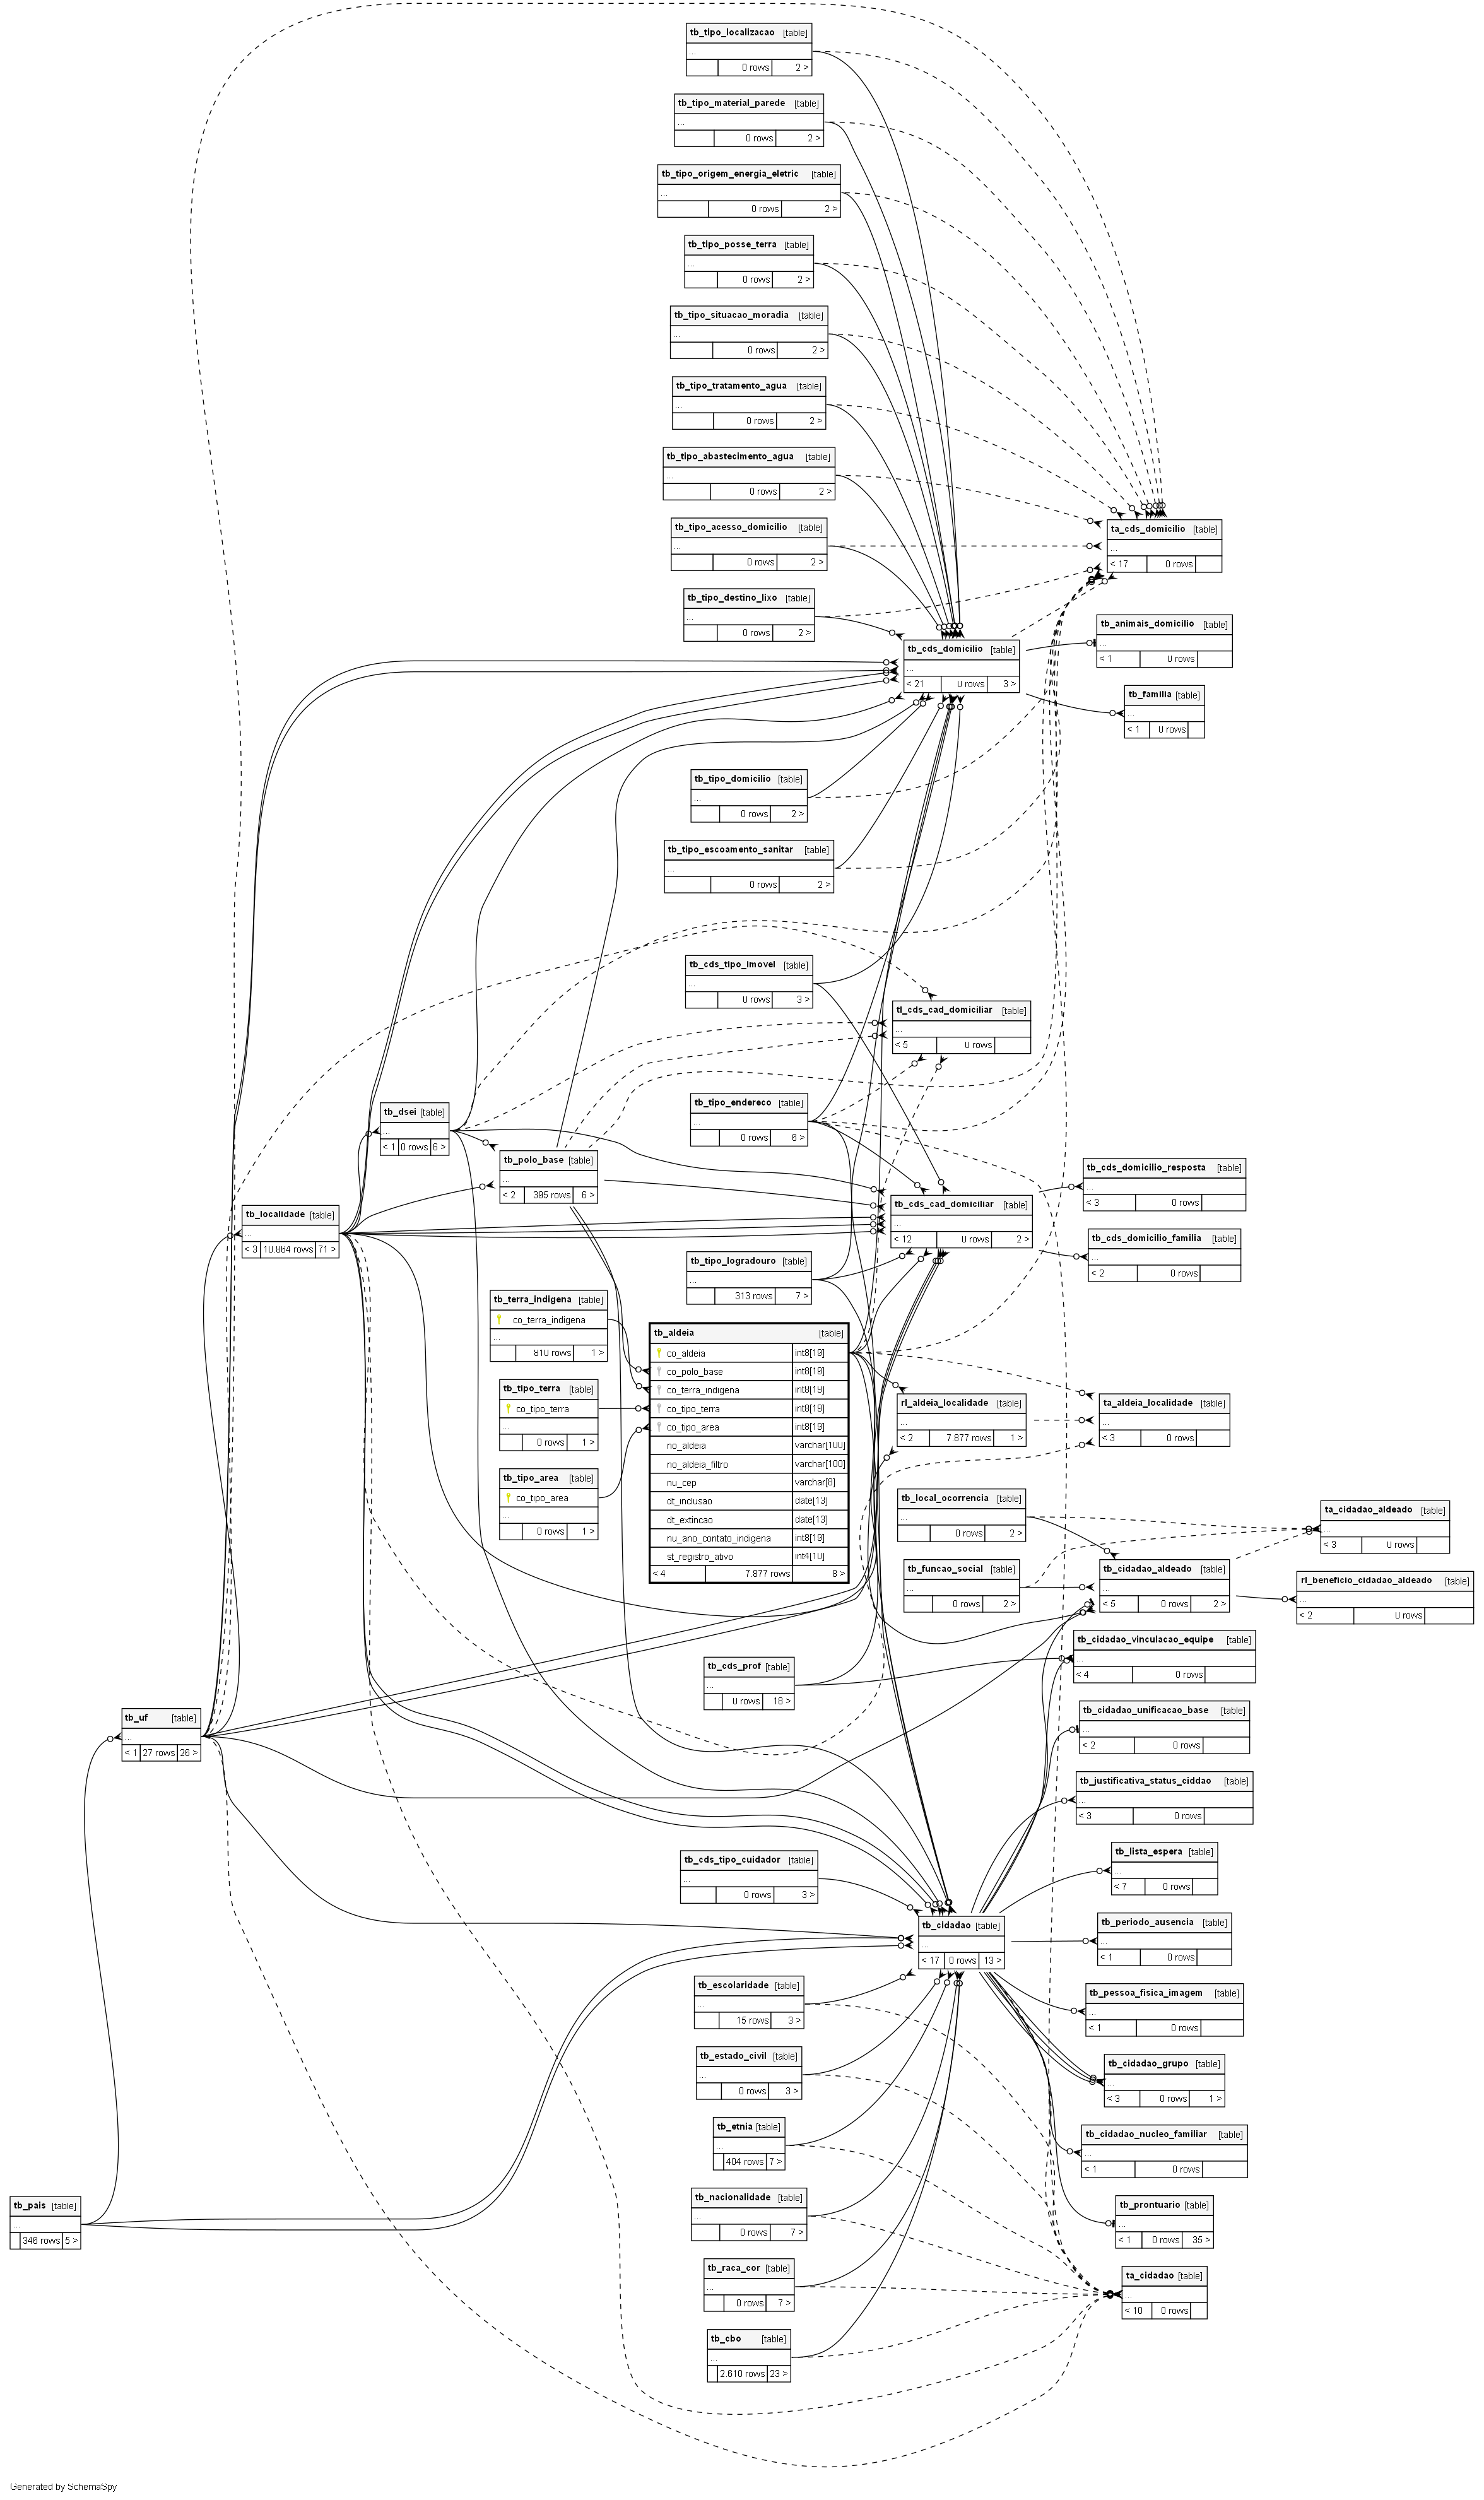 tb_tipo_localizacao [table]
...
0 rows 2 >
tb_tipo_material_parede [table]
...
0 rows 2 >
tb_tipo_origem_energia_eletric [table]
...
0 rows 2 >
tb_tipo_posse_terra [table]
...
0 rows 2 >
tb_tipo_situacao_moradia [table]
...
0 rows 2 >
tb_tipo_tratamento_agua [table]
...
0 rows 2 >
tb_tipo_abastecimento_agua [table]
...
0 rows 2 >
tb_tipo_acesso_domicilio [table]
...
0 rows 2 >
ta_cds_domicilio [table]
...
< 17 0 rows
tb_tipo_destino_lixo [table]
...
0 rows 2 >
tb_cds_domicilio [table]
...
< 21 0 rows 3 >
tb_animais_domicilio [table]
...
< 1 0 rows
tb_familia [table]
...
< 1 0 rows
tb_tipo_domicilio [table]
...
0 rows 2 >
tb_tipo_escoamento_sanitar [table]
...
0 rows 2 >
tb_cds_tipo_imovel [table]
...
0 rows 3 >
tl_cds_cad_domiciliar [table]
...
< 5 0 rows
tb_tipo_endereco [table]
...
0 rows 6 >
tb_dsei [table]
...
< 1 0 rows 6 >
tb_polo_base [table]
...
< 2 395 rows 6 >
tb_localidade [table]
...
< 3 10.864 rows 71 >
tb_cds_cad_domiciliar [table]
...
< 12 0 rows 2 >
tb_cds_domicilio_resposta [table]
...
< 3 0 rows
tb_cds_domicilio_familia [table]
...
< 2 0 rows
tb_tipo_logradouro [table]
...
313 rows 7 >
tb_terra_indigena [table]
co_terra_indigena
...
810 rows 1 >
tb_tipo_terra [table]
co_tipo_terra
...
0 rows 1 >
tb_tipo_area [table]
co_tipo_area
...
0 rows 1 >
tb_aldeia [table]
co_aldeia int8[19]
co_polo_base int8[19]
co_terra_indigena int8[19]
co_tipo_terra int8[19]
co_tipo_area int8[19]
no_aldeia varchar[100]
no_aldeia_filtro varchar[100]
nu_cep varchar[8]
dt_inclusao date[13]
dt_extincao date[13]
nu_ano_contato_indigena int8[19]
st_registro_ativo int4[10]
< 4 7.877 rows 8 >
rl_aldeia_localidade [table]
...
< 2 7.877 rows 1 >
ta_aldeia_localidade [table]
...
< 3 0 rows
tb_local_ocorrencia [table]
...
0 rows 2 >
ta_cidadao_aldeado [table]
...
< 3 0 rows
tb_funcao_social [table]
...
0 rows 2 >
tb_cidadao_aldeado [table]
...
< 5 0 rows 2 >
rl_beneficio_cidadao_aldeado [table]
...
< 2 0 rows
tb_cds_prof [table]
...
0 rows 18 >
tb_cidadao_vinculacao_equipe [table]
...
< 4 0 rows
tb_cidadao_unificacao_base [table]
...
< 2 0 rows
tb_uf [table]
...
< 1 27 rows 26 >
tb_justificativa_status_ciddao [table]
...
< 3 0 rows
tb_lista_espera [table]
...
< 7 0 rows
tb_cds_tipo_cuidador [table]
...
0 rows 3 >
tb_cidadao [table]
...
< 17 0 rows 13 >
tb_periodo_ausencia [table]
...
< 1 0 rows
tb_escolaridade [table]
...
15 rows 3 >
tb_pessoa_fisica_imagem [table]
...
< 1 0 rows
tb_estado_civil [table]
...
0 rows 3 >
tb_cidadao_grupo [table]
...
< 3 0 rows 1 >
tb_etnia [table]
...
404 rows 7 >
tb_cidadao_nucleo_familiar [table]
...
< 1 0 rows
tb_pais [table]
...
346 rows 5 >
tb_nacionalidade [table]
...
0 rows 7 >
tb_prontuario [table]
...
< 1 0 rows 35 >
tb_raca_cor [table]
...
0 rows 7 >
ta_cidadao [table]
...
< 10 0 rows
tb_cbo [table]
...
2.610 rows 23 >
Generated by SchemaSpy